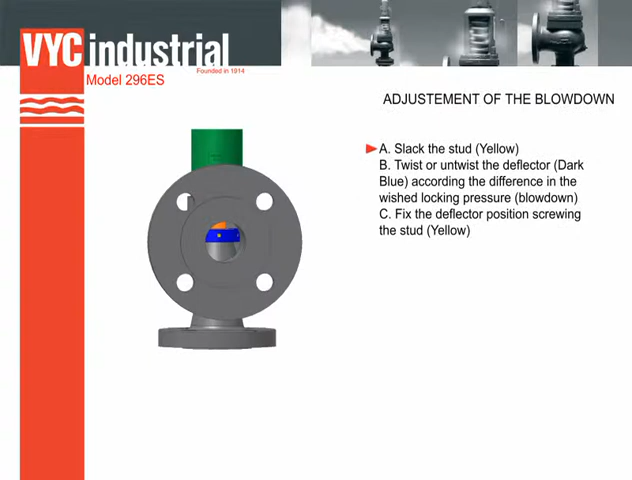 VYC industrial
Founded in 1914
Model 296ES
ADJUSTEMENT OF THE BLOWDOWN
A. Slack the stud (Yellow)
B. Twist or untwist the deflector (Dark
Blue) according the difference in the
wished locking pressure (blowdown)
C. Fix the deflector position screwing
the stud (Yellow)